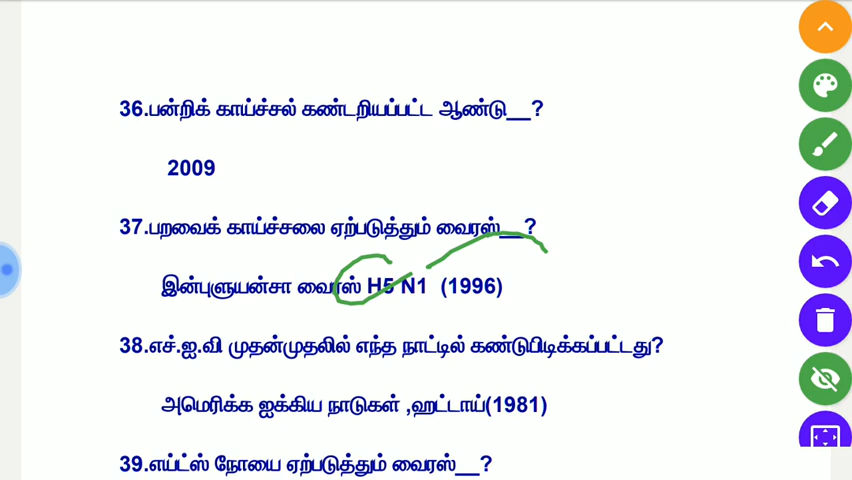 36.பன்றிக் காய்ச்சல் கண்டறியப்பட்ட ஆண்டு__?
2009
37.பறவைக் காய்ச்சலை ஏற்படுத்தும் வைரஸ்__?
இன்புளுயன்சா வைரஸ் H5 N1 (1996)
38.எச்.ஐ.வி முதன்முதலில் எந்த நாட்டில் கண்டுபிடிக்கப்பட்டது?
அமெரிக்க ஐக்கிய நாடுகள் ,ஹட்டாய்(1981)
39.எய்ட்ஸ் நோயை ஏற்படுத்தும் வைரஸ்__?